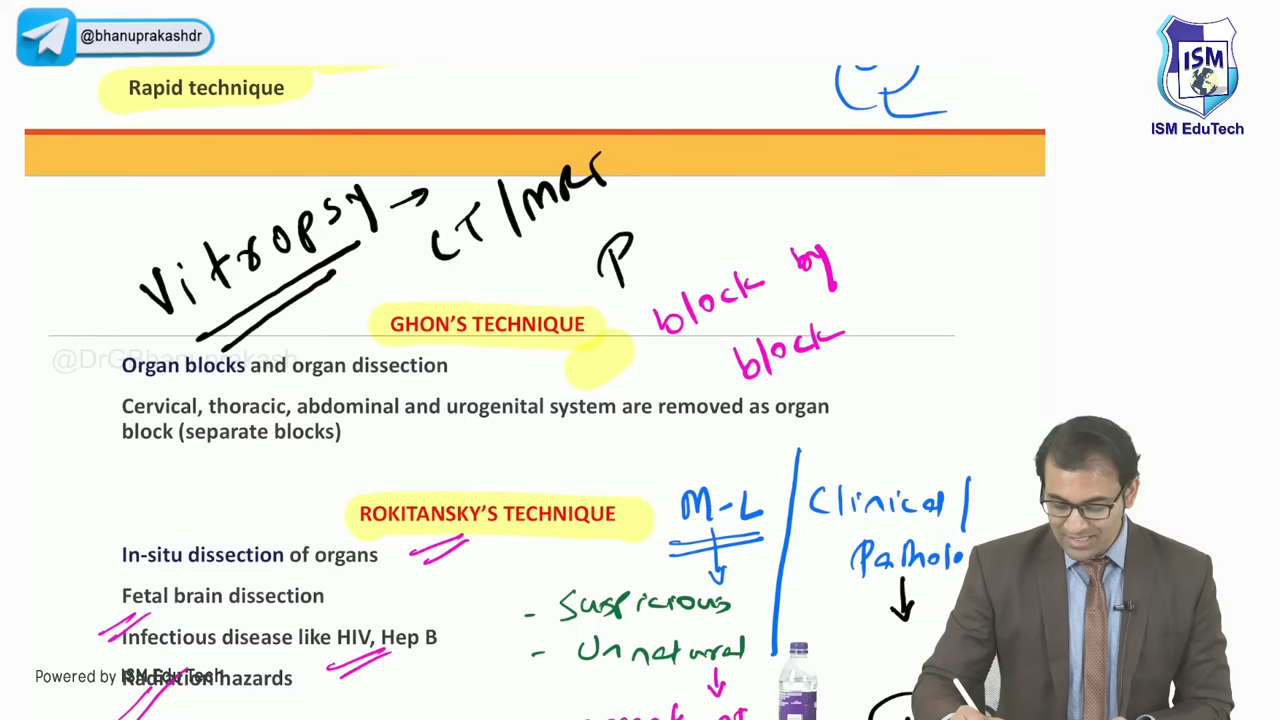 @bhanuprakashdr
ISM
ISM EduTech
Rapid technique
Vitropsy → CT/MRI
P
block by
block
GHON'S TECHNIQUE
@DrGBhanuprakash
Organ blocks and organ dissection
Cervical, thoracic, abdominal and urogenital system are removed as organ
block (separate blocks)
ROKITANSKY'S TECHNIQUE
M-L
Clinical /
Patholo
In-situ dissection of organs
Fetal brain dissection
Infectious disease like HIV, Hep B
Radiation hazards
- Suspicious
- Unnatural
Powered by ISM EduTech